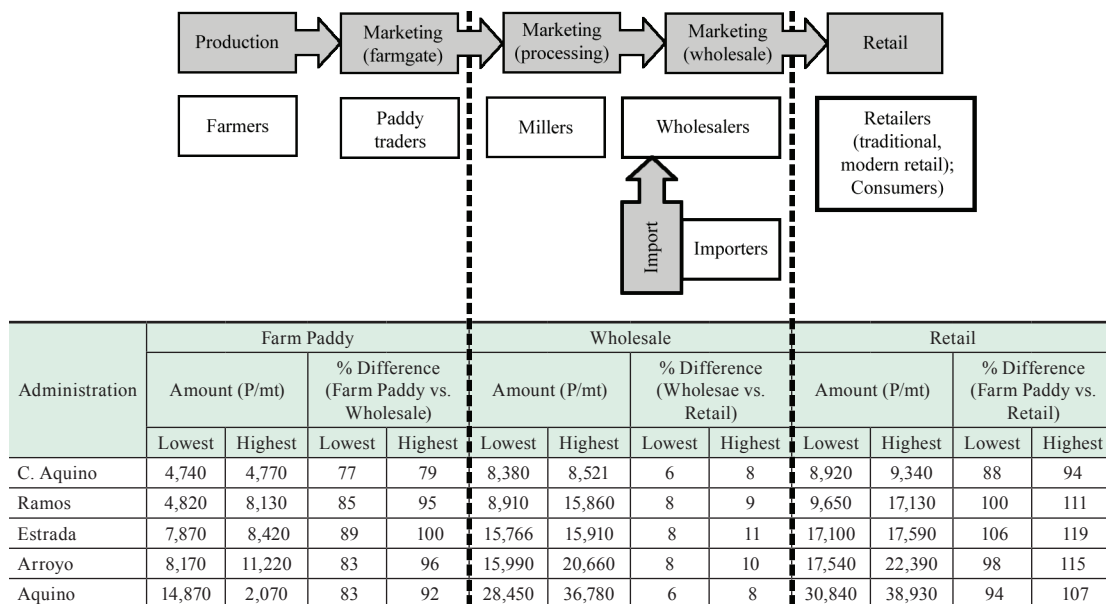 Production
Marketing
(farmgate)
Marketing
(processing)
Marketing
(wholesale)
Retail
Farmers
Paddy
traders
Millers
Wholesalers
Retailers
(traditional,
modern retail);
Consumers)
Import
Importers
Administration
Farm Paddy
Wholesale
Retail
Amount (P/mt)
% Difference
(Farm Paddy vs.
Wholesale)
Amount (P/mt)
% Difference
(Wholesae vs.
Retail)
Amount (P/mt)
% Difference
(Farm Paddy vs.
Retail)
Lowest Highest Lowest Highest Lowest Highest Lowest Highest Lowest Highest Lowest Highest
C. Aquino 4,740 4,770 77 79 8,380 8,521 6 8 8,920 9,340 88 94
Ramos 4,820 8,130 85 95 8,910 15,860 8 9 9,650 17,130 100 111
Estrada 7,870 8,420 89 100 15,766 15,910 8 11 17,100 17,590 106 119
Arroyo 8,170 11,220 83 96 15,990 20,660 8 10 17,540 22,390 98 115
Aquino 14,870 2,070 83 92 28,450 36,780 6 8 30,840 38,930 94 107